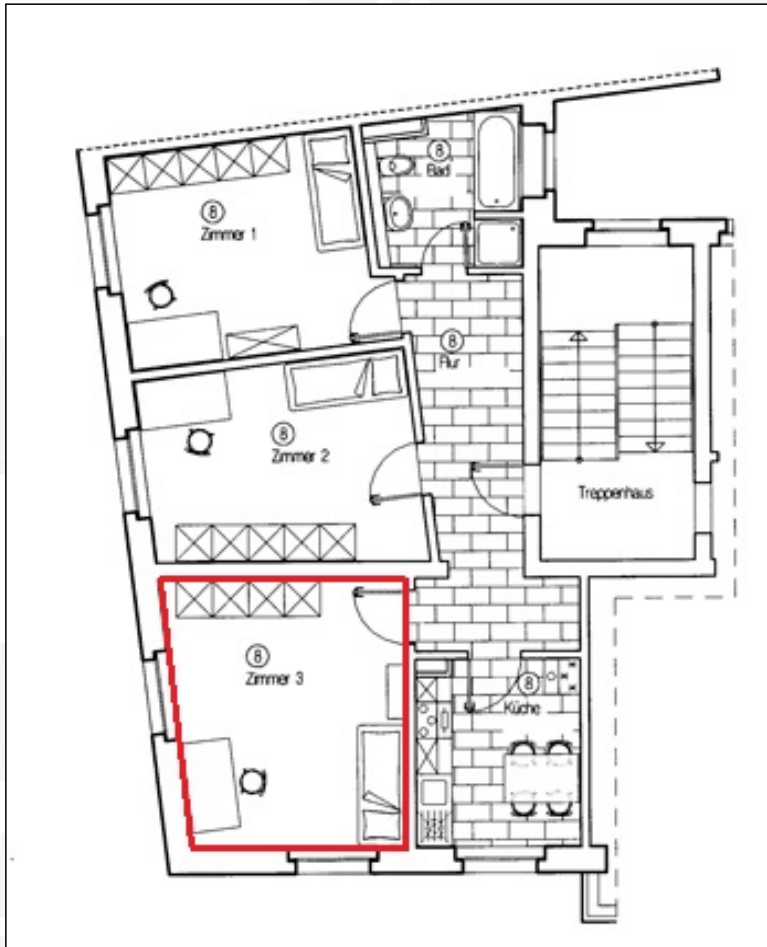 8
Bad
8
Zimmer 1
8
Flur
8
Zimmer 2
Treppenhaus
8
Zimmer 3
8
Küche